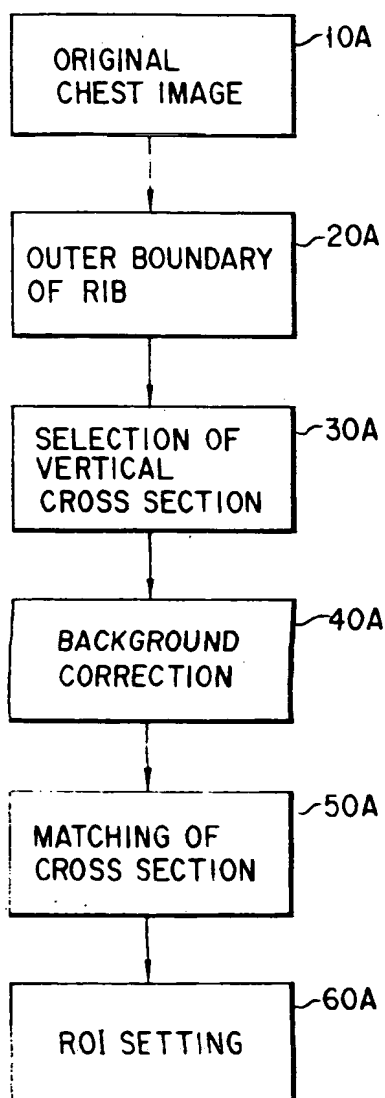 10A
ORIGINAL
CHEST IMAGE
20A
OUTER BOUNDARY
OF RIB
30A
SELECTION OF
VERTICAL
CROSS SECTION
40A
BACKGROUND
CORRECTION
50A
MATCHING OF
CROSS SECTION
60A
ROI SETTING